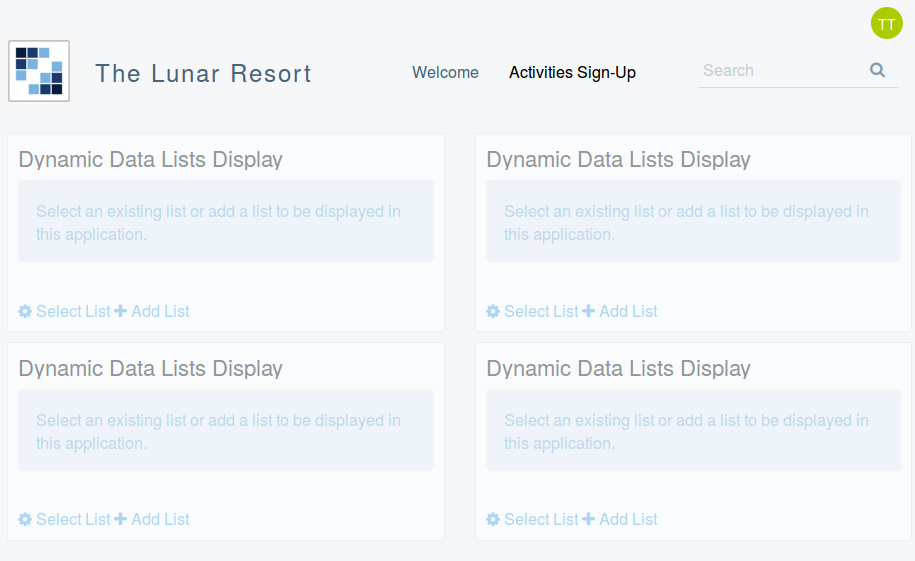 TT
The Lunar Resort
Welcome Activities Sign-Up
Search
Dynamic Data Lists Display
Select an existing list or add a list to be displayed in
this application.
Select List Add List
Dynamic Data Lists Display
Select an existing list or add a list to be displayed in
this application.
Select List Add List
Dynamic Data Lists Display
Select an existing list or add a list to be displayed in
this application.
Select List Add List
Dynamic Data Lists Display
Select an existing list or add a list to be displayed in
this application.
Select List Add List